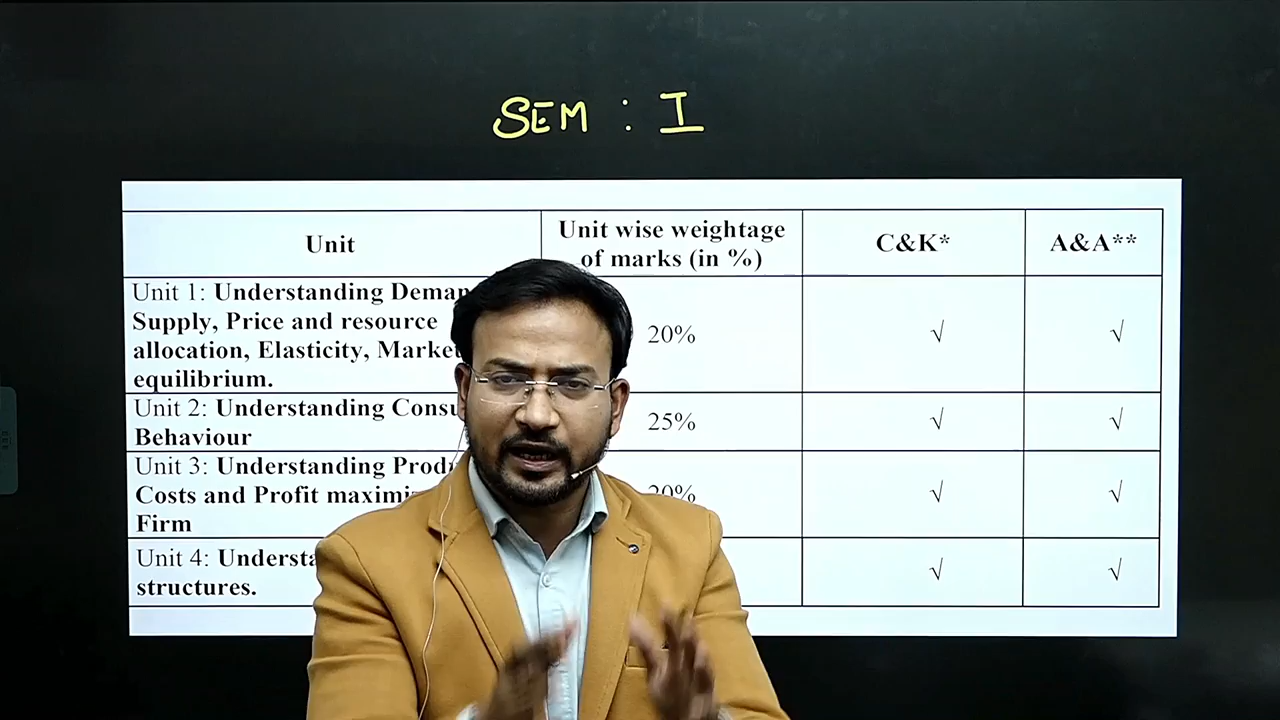 SEM : I
Unit
Unit wise weightage
of marks (in %)
C&K*
A&A**
Unit 1: Understanding
Supply, Price and resource
allocation, Elasticity,
equilibrium.
20%
√
√
Unit 2: Understanding
Behaviour
25%
√
√
Unit 3: Understanding
Costs and Profit
Firm
20%
√
√
Unit 4:
structures.
√
√